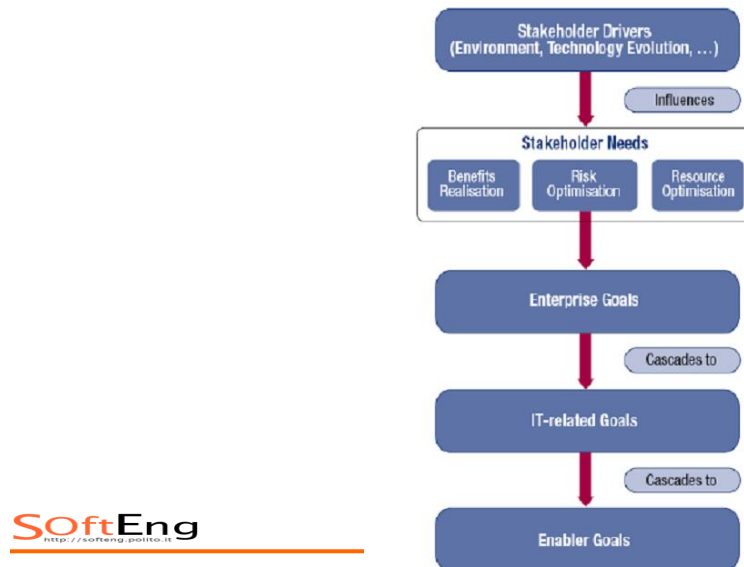 Stakeholder Drivers
(Environment, Technology Evolution, …)
Influences
Stakeholder Needs
Benefits
Realisation
Risk
Optimisation
Resource
Optimisation
Enterprise Goals
Cascades to
IT-related Goals
Cascades to
Enabler Goals
SOftEng
http://softeng.polito.it